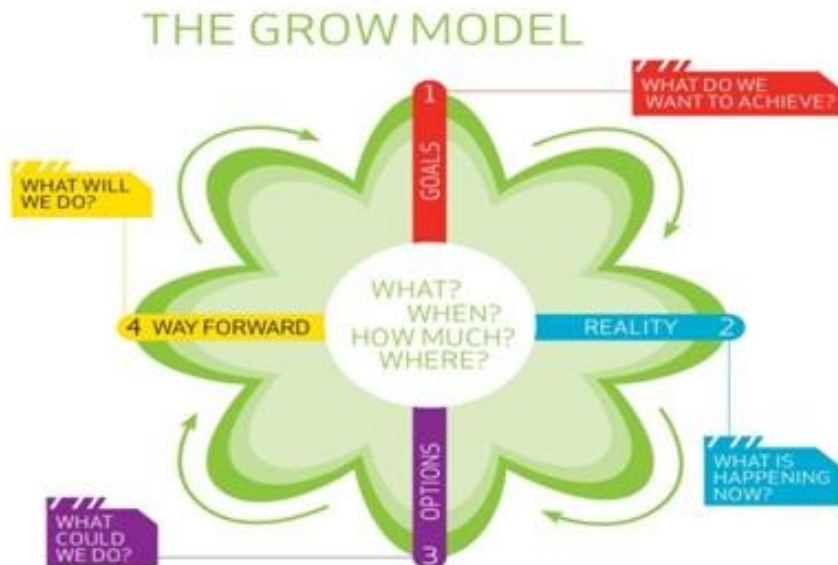 THE GROW MODEL
1
GOALS
WHAT DO WE
WANT TO ACHIEVE?
WHAT WILL
WE DO?
WHAT?
WHEN?
HOW MUCH?
WHERE?
4 WAY FORWARD
REALITY 2
WHAT IS
HAPPENING
NOW?
OPTIONS
3
WHAT
COULD
WE DO?